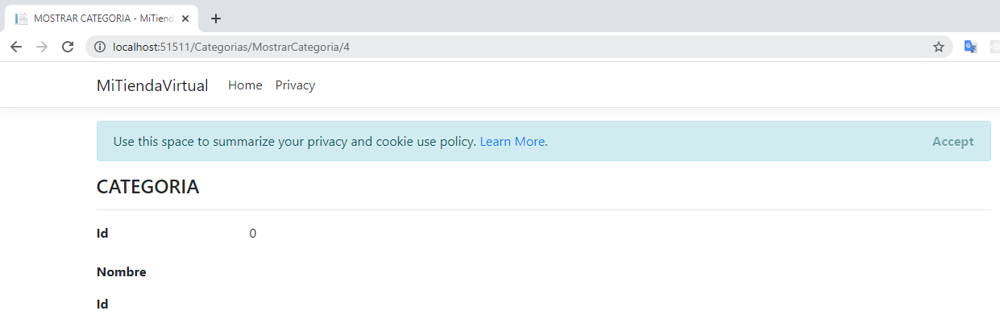 MOSTRAR CATEGORIA - MiTiend
localhost:51511/Categorias/MostrarCategoria/4
MiTiendaVirtual Home Privacy
Use this space to summarize your privacy and cookie use policy. Learn More. Accept
CATEGORIA
Id 0
Nombre
Id